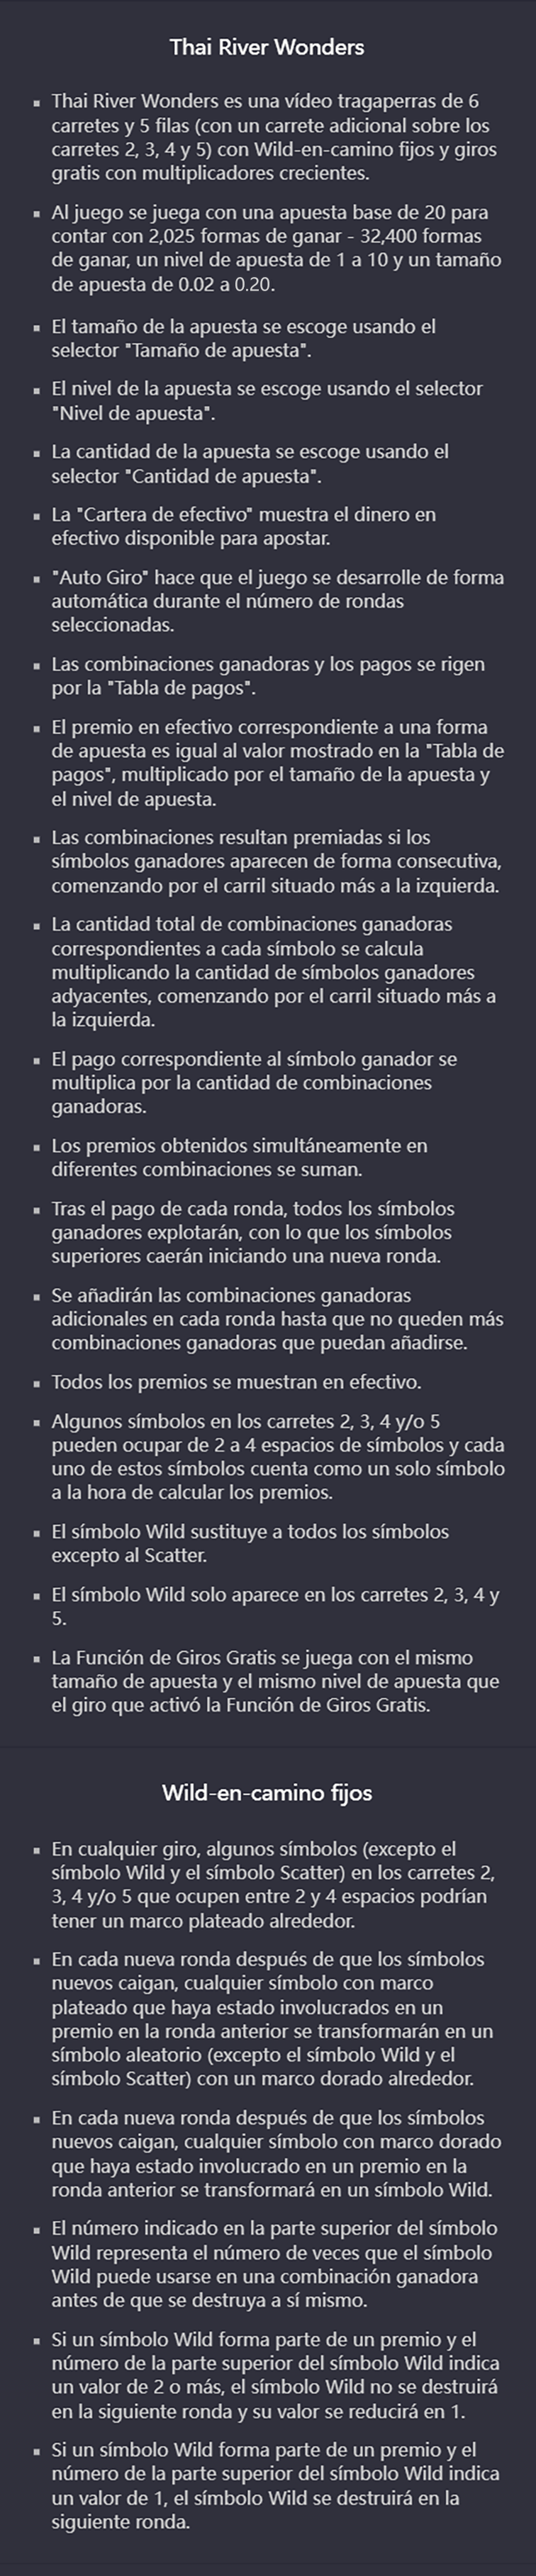 Thai River Wonders
▪ Thai River Wonders es una vídeo tragaperras de 6
carretes y 5 filas (con un carrete adicional sobre los
carretes 2, 3, 4 y 5) con Wild-en-camino fijos y giros
gratis con multiplicadores crecientes.
▪ Al juego se juega con una apuesta base de 20 para
contar con 2,025 formas de ganar - 32,400 formas
de ganar, un nivel de apuesta de 1 a 10 y un tamaño
de apuesta de 0.02 a 0.20.
▪ El tamaño de la apuesta se escoge usando el
selector "Tamaño de apuesta".
▪ El nivel de la apuesta se escoge usando el selector
"Nivel de apuesta".
▪ La cantidad de la apuesta se escoge usando el
selector "Cantidad de apuesta".
▪ La "Cartera de efectivo" muestra el dinero en
efectivo disponible para apostar.
▪ "Auto Giro" hace que el juego se desarrolle de forma
automática durante el número de rondas
seleccionadas.
▪ Las combinaciones ganadoras y los pagos se rigen
por la "Tabla de pagos".
▪ El premio en efectivo correspondiente a una forma
de apuesta es igual al valor mostrado en la "Tabla de
pagos", multiplicado por el tamaño de la apuesta y
el nivel de apuesta.
▪ Las combinaciones resultan premiadas si los
símbolos ganadores aparecen de forma consecutiva,
comenzando por el carril situado más a la izquierda.
▪ La cantidad total de combinaciones ganadoras
correspondientes a cada símbolo se calcula
multiplicando la cantidad de símbolos ganadores
adyacentes, comenzando por el carril situado más a
la izquierda.
▪ El pago correspondiente al símbolo ganador se
multiplica por la cantidad de combinaciones
ganadoras.
▪ Los premios obtenidos simultáneamente en
diferentes combinaciones se suman.
▪ Tras el pago de cada ronda, todos los símbolos
ganadores explotarán, con lo que los símbolos
superiores caerán iniciando una nueva ronda.
▪ Se añadirán las combinaciones ganadoras
adicionales en cada ronda hasta que no queden más
combinaciones ganadoras que puedan añadirse.
▪ Todos los premios se muestran en efectivo.
▪ Algunos símbolos en los carretes 2, 3, 4 y/o 5
pueden ocupar de 2 a 4 espacios de símbolos y cada
uno de estos símbolos cuenta como un solo símbolo
a la hora de calcular los premios.
▪ El símbolo Wild sustituye a todos los símbolos
excepto al Scatter.
▪ El símbolo Wild solo aparece en los carretes 2, 3, 4 y
5.
▪ La Función de Giros Gratis se juega con el mismo
tamaño de apuesta y el mismo nivel de apuesta que
el giro que activó la Función de Giros Gratis.
Wild-en-camino fijos
▪ En cualquier giro, algunos símbolos (excepto el
símbolo Wild y el símbolo Scatter) en los carretes 2,
3, 4 y/o 5 que ocupen entre 2 y 4 espacios podrían
tener un marco plateado alrededor.
▪ En cada nueva ronda después de que los símbolos
nuevos caigan, cualquier símbolo con marco
plateado que haya estado involucrados en un
premio en la ronda anterior se transformarán en un
símbolo aleatorio (excepto el símbolo Wild y el
símbolo Scatter) con un marco dorado alrededor.
▪ En cada nueva ronda después de que los símbolos
nuevos caigan, cualquier símbolo con marco dorado
que haya estado involucrado en un premio en la
ronda anterior se transformará en un símbolo Wild.
▪ El número indicado en la parte superior del símbolo
Wild representa el número de veces que el símbolo
Wild puede usarse en una combinación ganadora
antes de que se destruya a sí mismo.
▪ Si un símbolo Wild forma parte de un premio y el
número de la parte superior del símbolo Wild indica
un valor de 2 o más, el símbolo Wild no se destruirá
en la siguiente ronda y su valor se reducirá en 1.
▪ Si un símbolo Wild forma parte de un premio y el
número de la parte superior del símbolo Wild indica
un valor de 1, el símbolo Wild se destruirá en la
siguiente ronda.